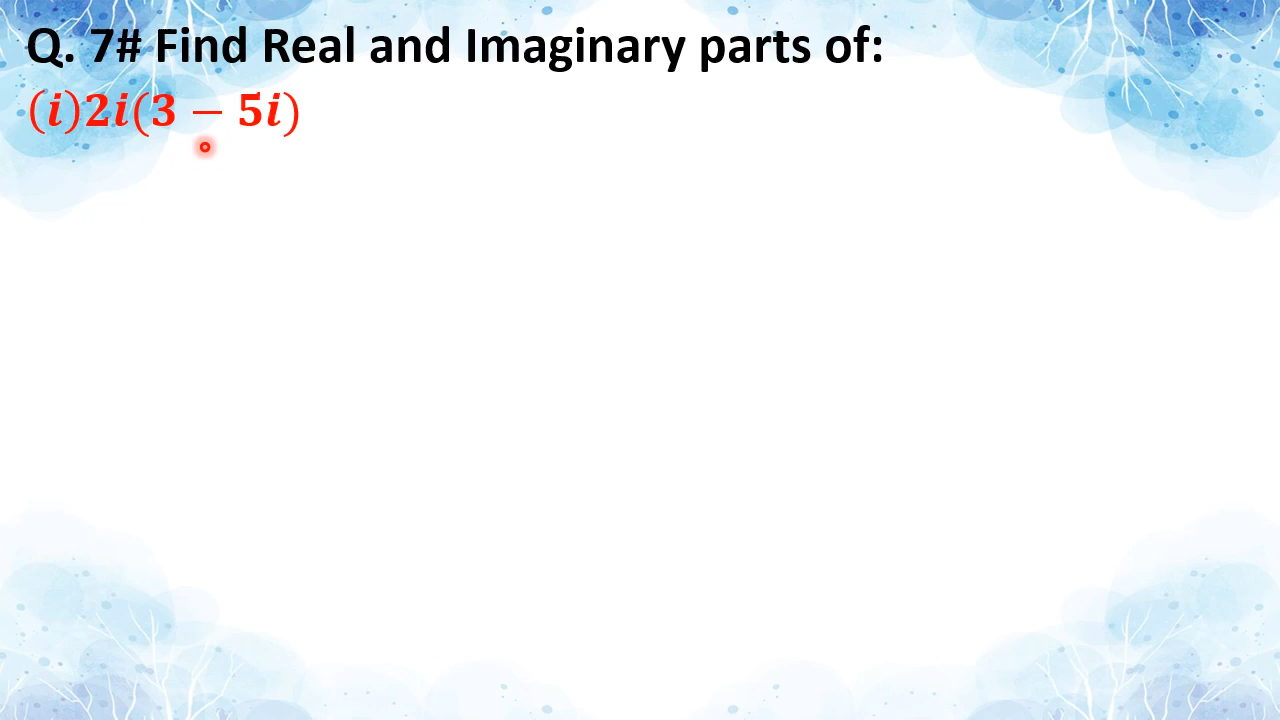 Q. 7# Find Real and Imaginary parts of:
(i)2i(3 − 5i)